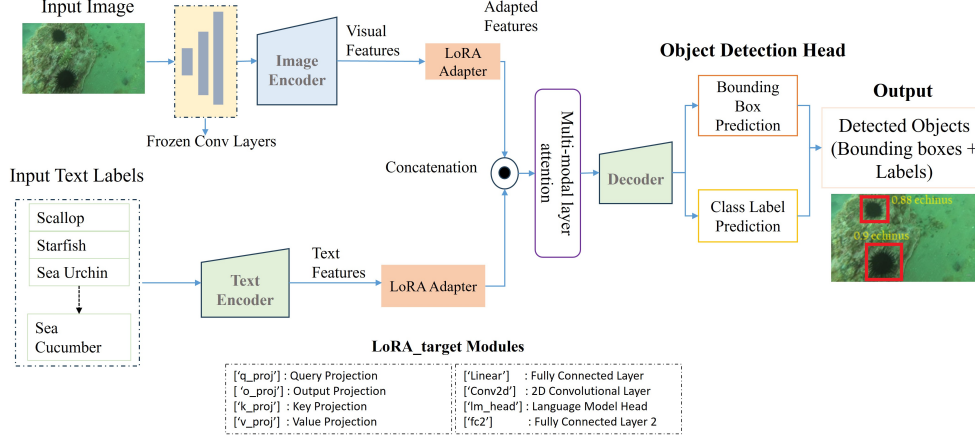 Input Image
Frozen Conv Layers
Image
Encoder
Visual
Features
LoRA
Adapter
Adapted
Features
Input Text Labels
Scallop
Starfish
Sea Urchin
Sea
Cucumber
Text
Encoder
Text
Features
LoRA Adapter
Concatenation
Multi-modal layer
attention
Decoder
Object Detection Head
Bounding
Box
Prediction
Class Label
Prediction
Output
Detected Objects
(Bounding boxes +
Labels)
0.88 echinus
0.9 echinus
LoRA_target Modules
['q_proj'] : Query Projection
[ 'o_proj'] : Output Projection
['k_proj'] : Key Projection
['v_proj'] : Value Projection
['Linear'] : Fully Connected Layer
['Conv2d'] : 2D Convolutional Layer
['lm_head'] : Language Model Head
['fc2'] : Fully Connected Layer 2